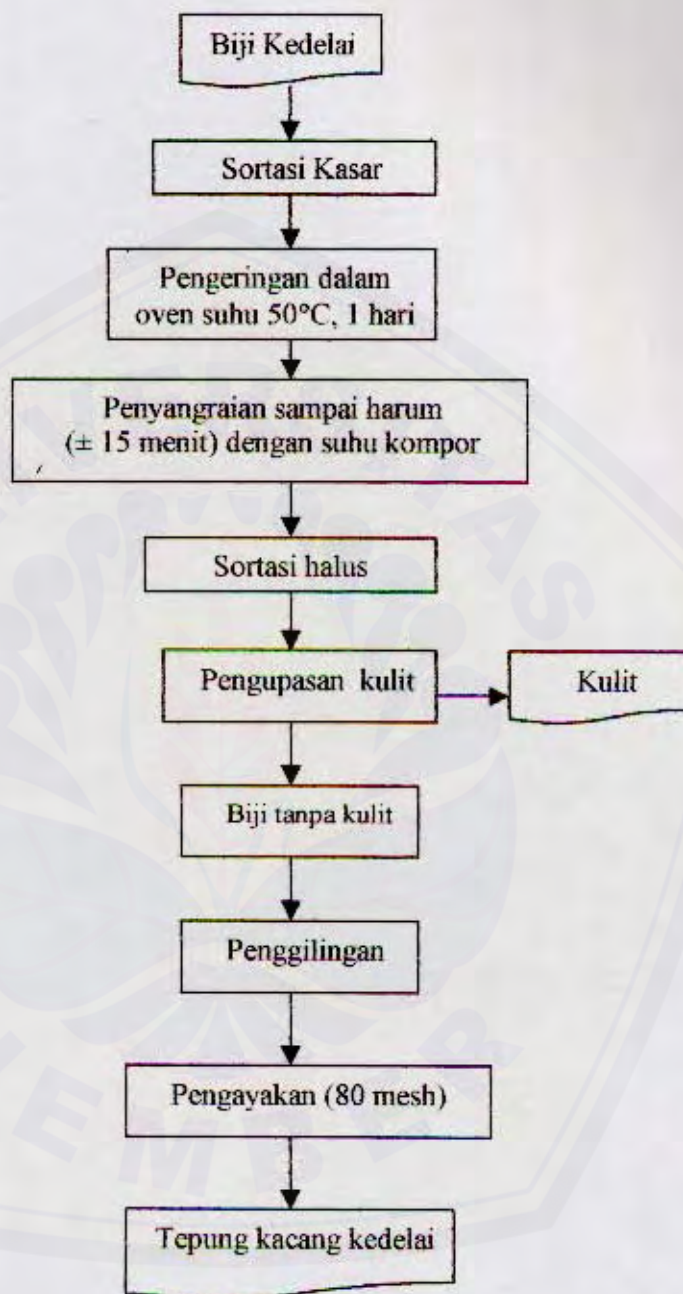 Biji Kedelai
Sortasi Kasar
Pengeringan dalam
oven suhu 50°C, 1 hari
Penyangraian sampai harum
(± 15 menit) dengan suhu kompor
Sortasi halus
Pengupasan kulit
Kulit
Biji tanpa kulit
Penggilingan
Pengayakan (80 mesh)
Tepung kacang kedelai